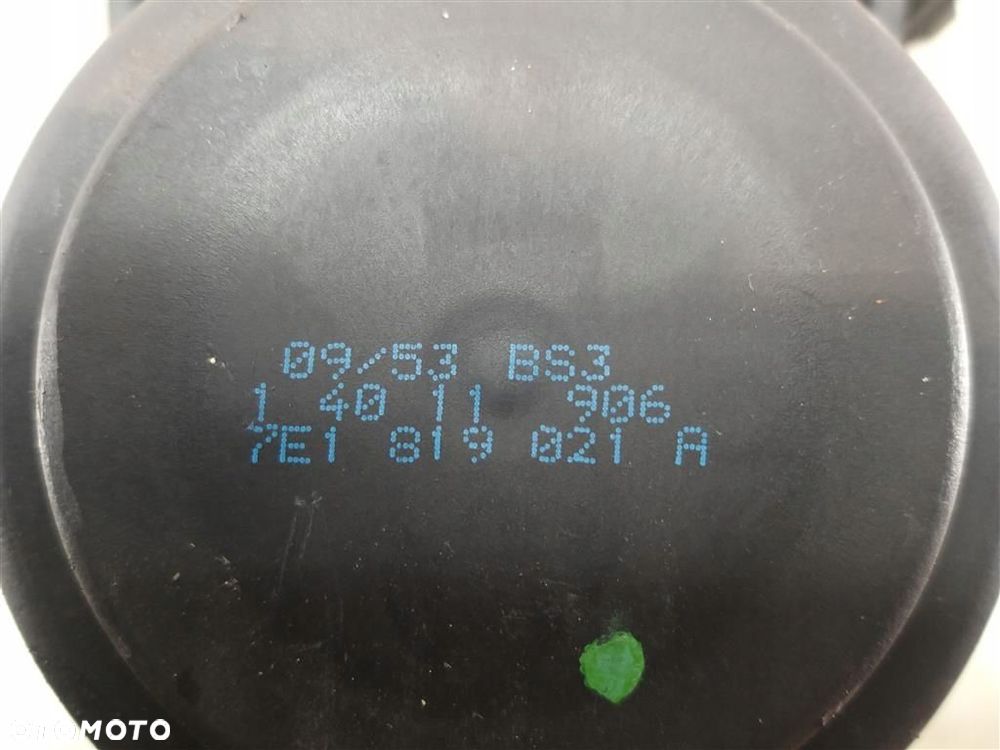 09/53 BS3
1 40 11 906
7E1 819 021 A
OTOMOTO